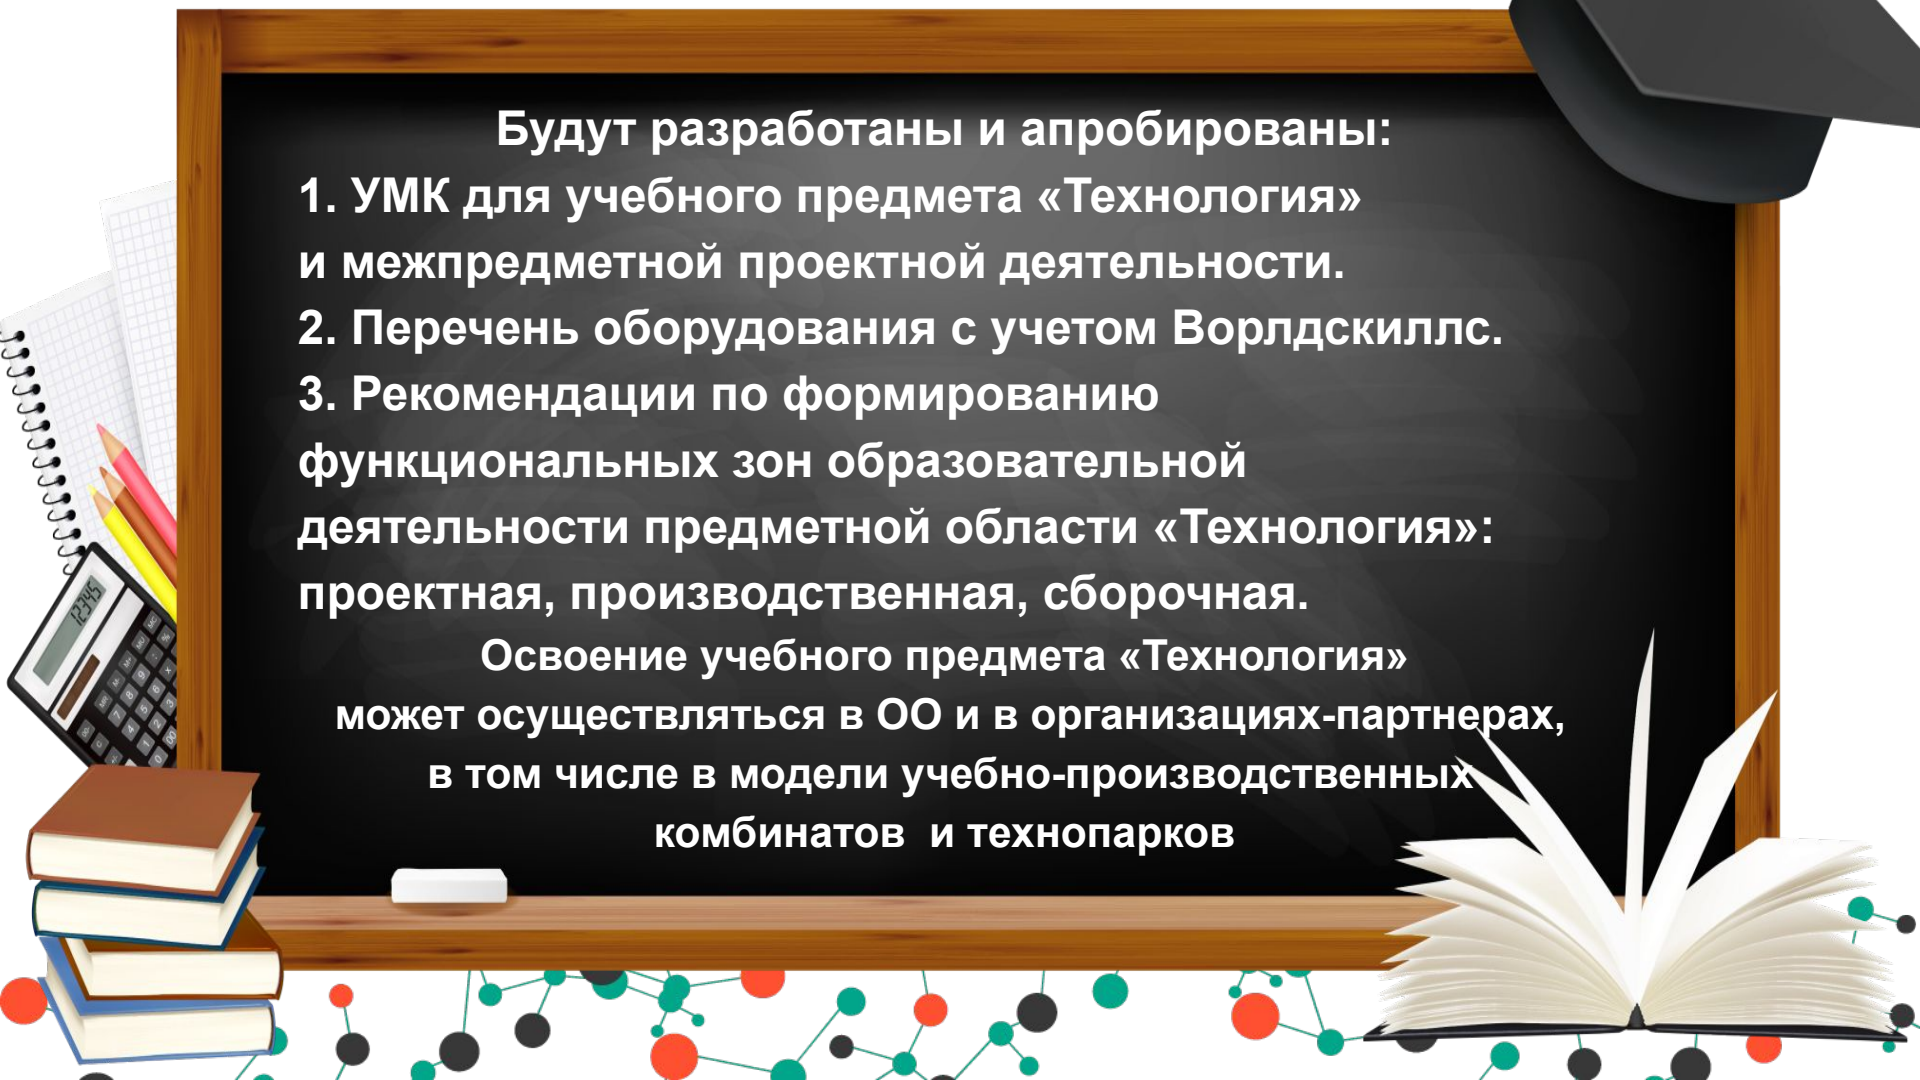 Будут разработаны и апробированы:
1. УМК для учебного предмета «Технология»
и межпредметной проектной деятельности.
2. Перечень оборудования с учетом Ворлдскиллс.
3. Рекомендации по формированию
функциональных зон образовательной
деятельности предметной области «Технология»:
проектная, производственная, сборочная.
Освоение учебного предмета «Технология»
может осуществляться в ОО и в организациях-партнерах,
в том числе в модели учебно-производственных
комбинатов и технопарков
12345